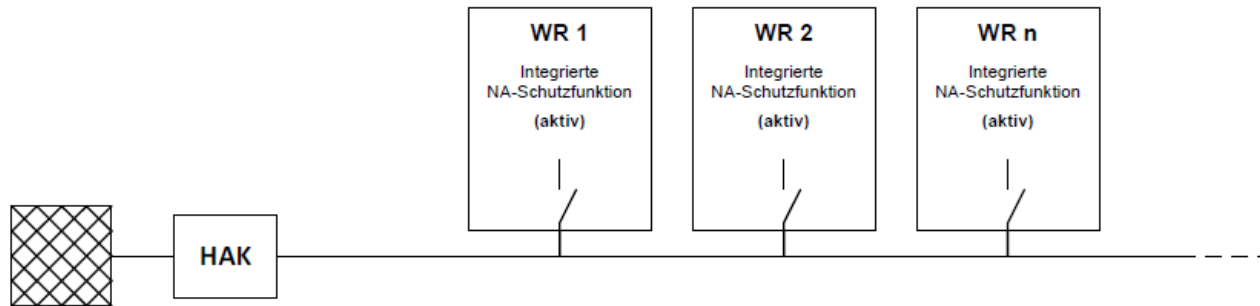 WR 1
Integrierte
NA-Schutzfunktion
(aktiv)
WR 2
Integrierte
NA-Schutzfunktion
(aktiv)
WR n
Integrierte
NA-Schutzfunktion
(aktiv)
HAK